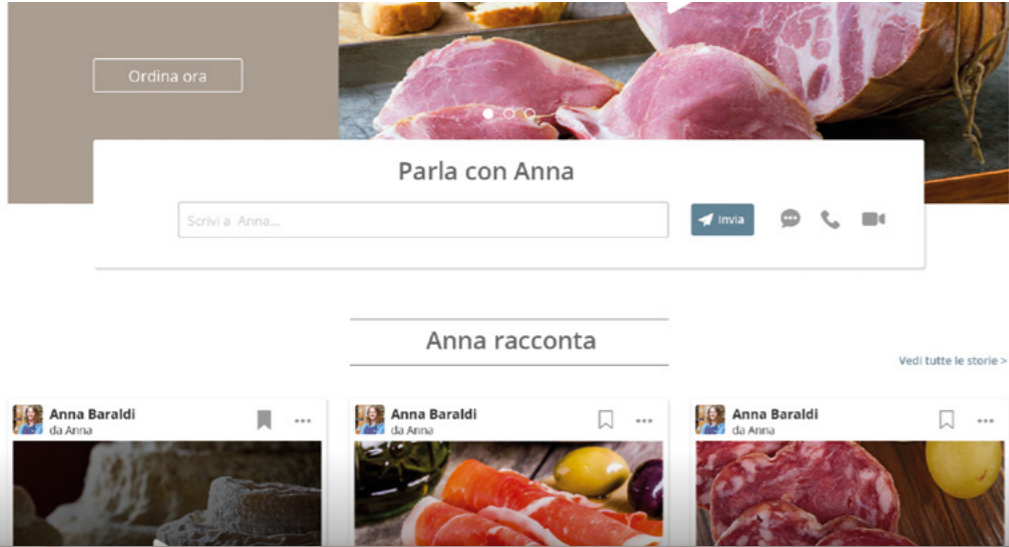 Ordina ora
Parla con Anna
Scrivi a Anna...
Invia
Anna racconta
Vedi tutte le storie >
Anna Baraldi
da Anna
Anna Baraldi
da Anna
Anna Baraldi
da Anna